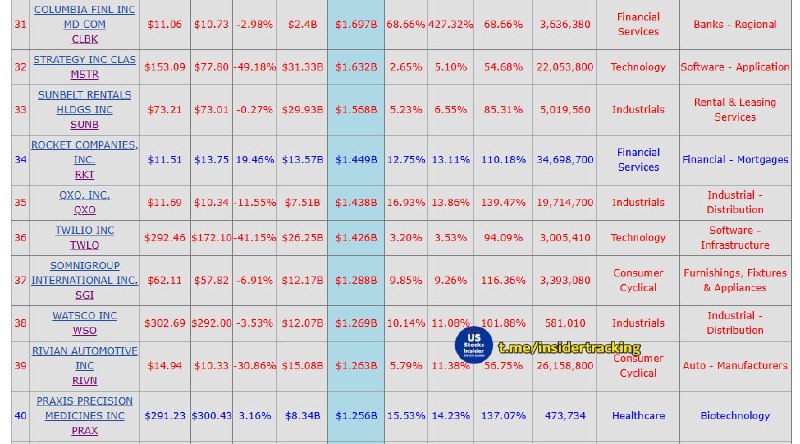 31 COLUMBIA FINL INC MD COM CLBK $11.06 $10.73 -2.98% $2.4B $1.697B 68.66% 427.32% 68.66% 3,636,380 Financial Services Banks - Regional
32 STRATEGY INC CLAS MSTR $153.09 $77.80 -49.18% $31.33B $1.632B 2.65% 5.10% 54.68% 22,053,800 Technology Software - Application
33 SUNBELT RENTALS HLDGS INC SUNB $73.21 $73.01 -0.27% $29.93B $1.568B 5.23% 6.55% 85.31% 5,019,560 Industrials Rental & Leasing Services
34 ROCKET COMPANIES, INC. RKT $11.51 $13.75 19.46% $13.57B $1.449B 12.75% 13.11% 110.18% 34,698,700 Financial Services Financial - Mortgages
35 QXO, INC. QXO $11.69 $10.34 -11.55% $7.51B $1.438B 16.93% 13.86% 139.47% 19,714,700 Industrials Industrial - Distribution
36 TWILIO INC TWLO $292.46 $172.10 -41.15% $26.25B $1.426B 3.20% 3.53% 94.09% 3,005,410 Technology Software - Infrastructure
37 SOMNIGROUP INTERNATIONAL INC. SGI $62.11 $57.82 -6.91% $12.17B $1.288B 9.85% 9.26% 116.36% 3,393,080 Consumer Cyclical Furnishings, Fixtures & Appliances
38 WATSCO INC WSO $302.69 $292.00 -3.53% $12.07B $1.269B 10.14% 11.08% 101.88% 581,010 Industrials Industrial - Distribution
US Stocks Insider
t.me/insidertracking
39 RIVIAN AUTOMOTIVE INC RIVN $14.94 $10.33 -30.86% $15.08B $1.263B 5.79% 11.38% 56.75% 26,158,800 Consumer Cyclical Auto - Manufacturers
40 PRAXIS PRECISION MEDICINES INC PRAX $291.23 $300.43 3.16% $8.34B $1.256B 15.53% 14.23% 137.07% 473,734 Healthcare Biotechnology